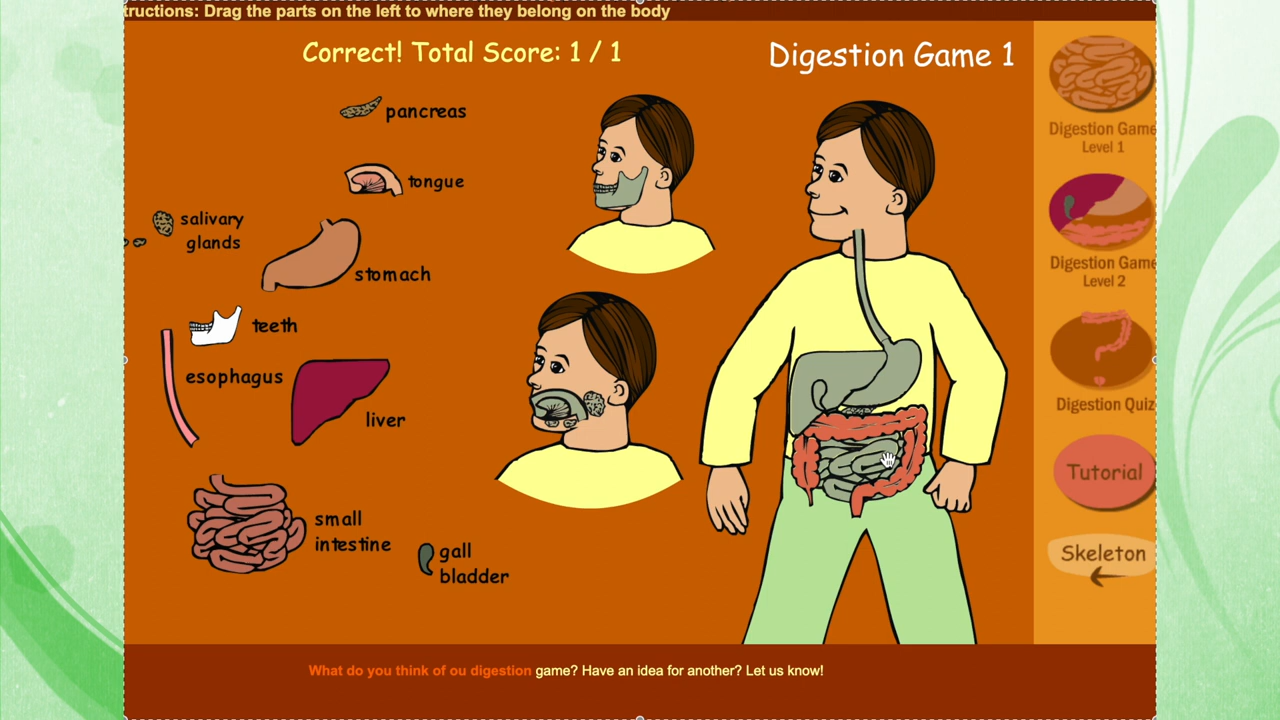 tructions: Drag the parts on the left to where they belong on the body
Correct! Total Score: 1 / 1
Digestion Game 1
pancreas
tongue
salivary
glands
stomach
teeth
esophagus
liver
small
intestine
gall
bladder
Digestion Game
Level 1
Digestion Game
Level 2
Digestion Quiz
Tutorial
Skeleton
What do you think of ou digestion game? Have an idea for another? Let us know!